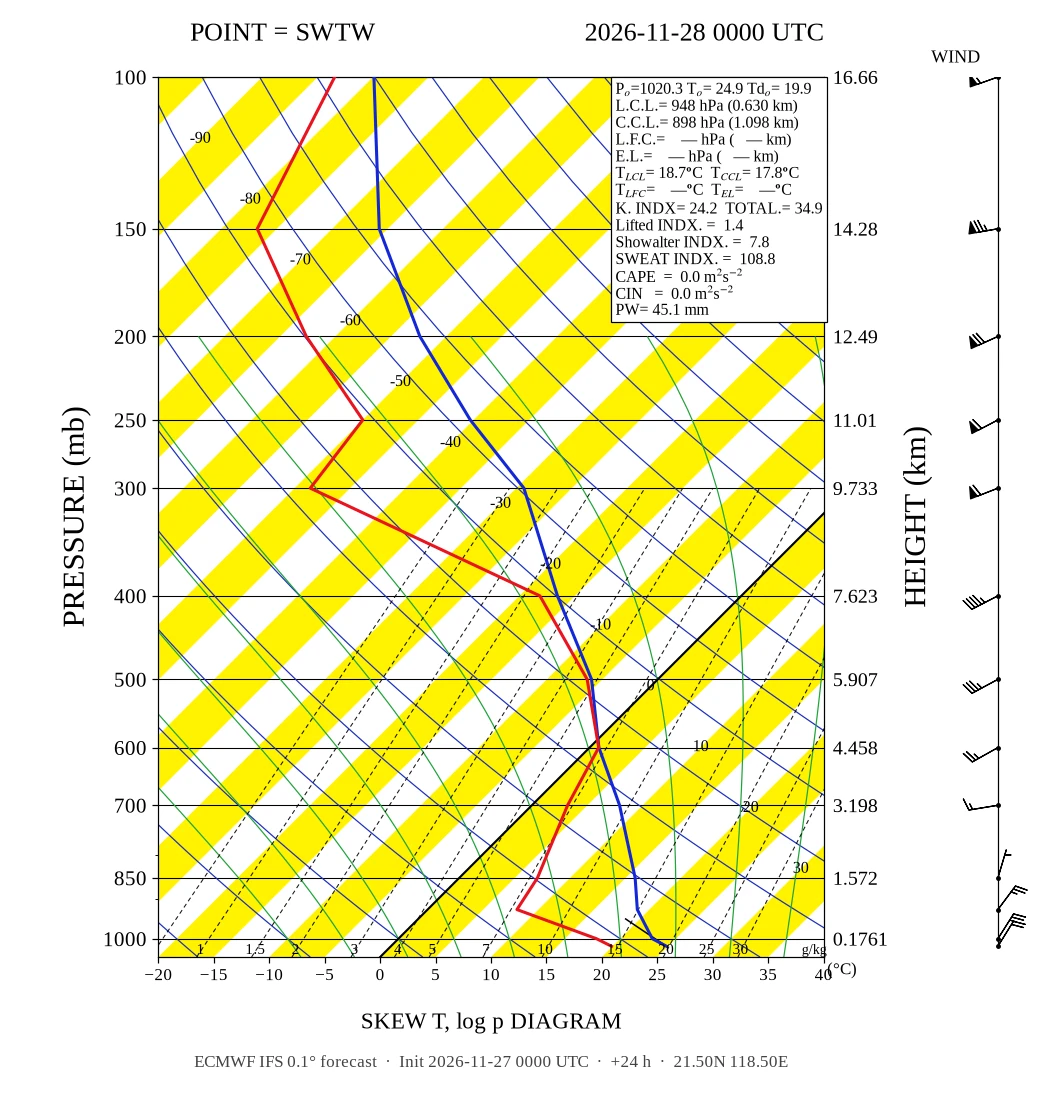 POINT = SWTW
2026-11-28 0000 UTC
WIND
100
16.66
Po=1020.3 To= 24.9 Tdo= 19.9
L.C.L.= 948 hPa (0.630 km)
C.C.L.= 898 hPa (1.098 km)
L.F.C.= — hPa ( — km)
E.L.= — hPa ( — km)
TLCL= 18.7°C TCCL= 17.8°C
TLFC= —°C TEL= —°C
K. INDX= 24.2 TOTAL.= 34.9
Lifted INDX. = 1.4
Showalter INDX. = 7.8
SWEAT INDX. = 108.8
CAPE = 0.0 m²s⁻²
CIN = 0.0 m²s⁻²
PW= 45.1 mm
-90
-80
150
14.28
-70
-60
200
12.49
-50
250
11.01
-40
300
9.733
-30
-20
400
7.623
-10
500
5.907
0
600
4.458
10
700
3.198
20
30
850
1.572
1000
0.1761
1 1.5 2 3 4 5 7 10 15 20 25 30 g/kg
−20 −15 −10 −5 0 5 10 15 20 25 30 35 40 (°C)
PRESSURE (mb)
HEIGHT (km)
SKEW T, log p DIAGRAM
ECMWF IFS 0.1° forecast · Init 2026-11-27 0000 UTC · +24 h · 21.50N 118.50E